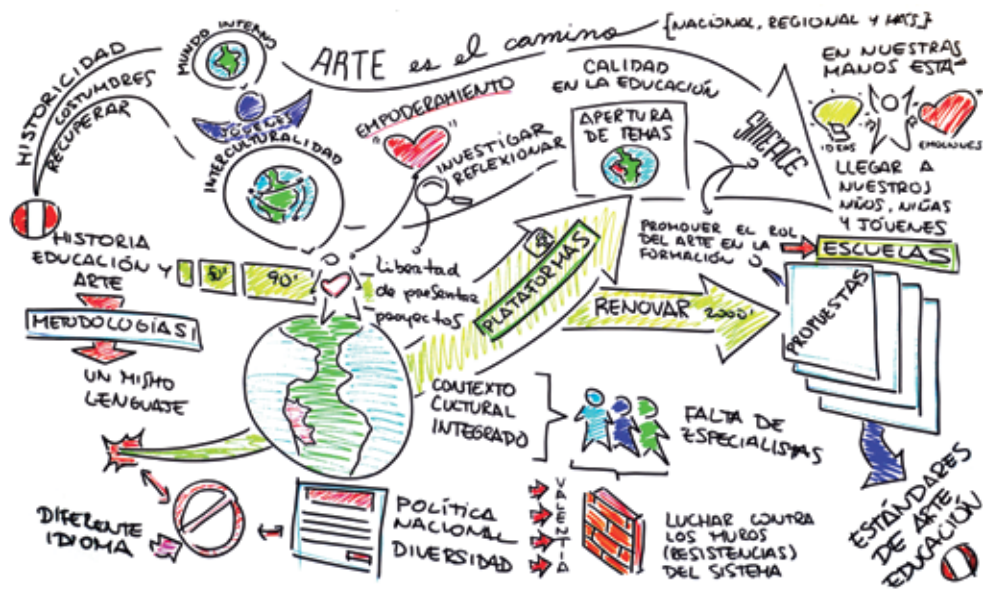 HISTORICIDAD
COSTUMBRES
RECUPERAR
MUNDO INTERNO
JÓVENES
INTERCULTURALIDAD
ARTE es el camino
{NACIONAL, REGIONAL Y MÁS}
EMPODERAMIENTO
INVESTIGAR
REFLEXIONAR
CALIDAD
EN LA EDUCACIÓN
APERTURA
DE TEMAS
SINEACE
EN NUESTRAS
MANOS ESTÁ
IDEAS
EMOCIONES
LLEGAR A
NUESTROS
NIÑOS, NIÑAS
Y JÓVENES
ESCUELAS
PROMOVER EL ROL
DEL ARTE EN LA
FORMACIÓN
HISTORIA
EDUCACIÓN Y
ARTE
METODOLOGÍAS
UN MISMO
LENGUAJE
90'
libertad
de presentar
proyectos
PLATAFORMAS
RENOVAR 2000'
PROPUESTAS
CONTEXTO
CULTURAL
INTEGRADO
FALTA DE
ESPECIALISTAS
DIFERENTE
IDIOMA
POLÍTICA
NACIONAL
DIVERSIDAD
VALENTÍA
LUCHAR CONTRA
LOS MUROS
(RESISTENCIAS)
DEL SISTEMA
ESTÁNDARES
DE ARTE
EDUCACIÓN